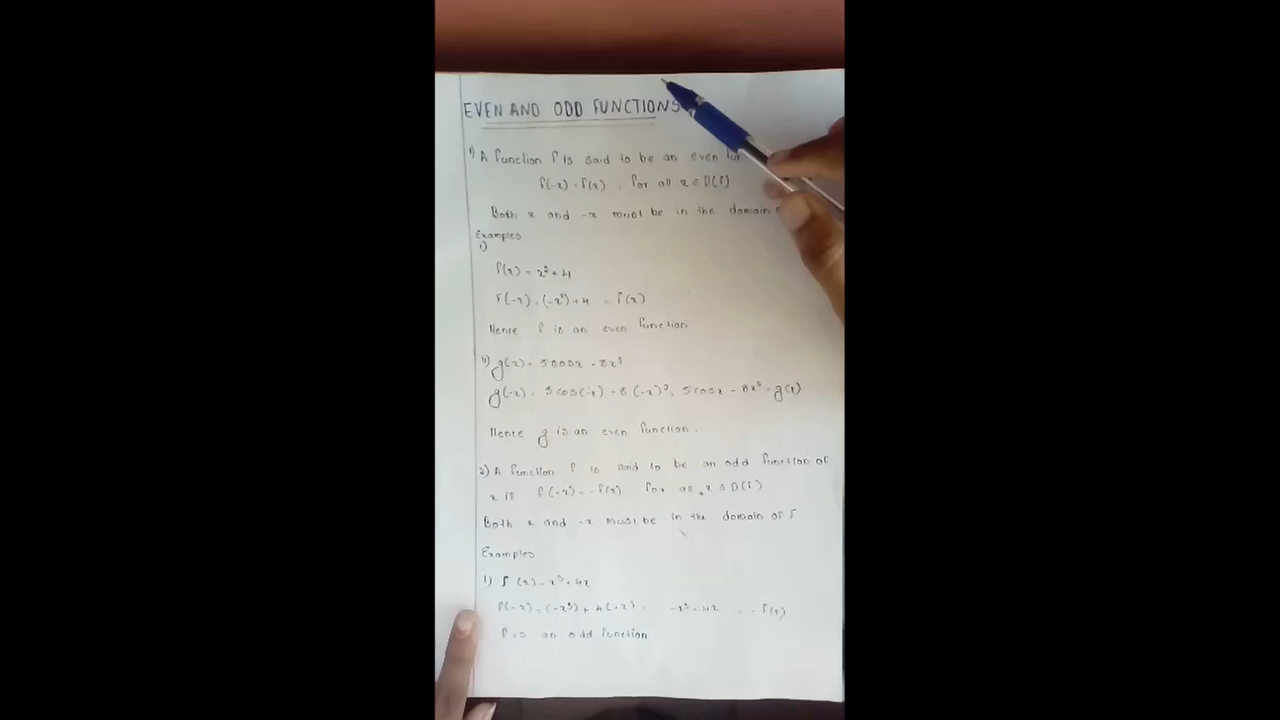 EVEN AND ODD FUNCTIONS
1) A function f is said to be an even
f(-x) = f(x) , for all x ∈ D(f)
Both x and -x must be in the domain
Examples
i)
f(x) = x² + 4
f(-x) = (-x²) + 4 = f(x)
Hence f is an even function
ii) g(x) = 5cosx - 8x²
g(-x) = 5cos(-x) - 8(-x)² = 5cosx - 8x² = g(x)
Hence g is an even function.
2) A function f is said to be an odd function of
x if f(-x) = -f(x) for all x ∈ D(f)
Both x and -x must be in the domain of f
Examples
i) f(x) = x³ + 4x
f(-x) = (-x³) + 4(-x) = -x³ - 4x = -f(x)
f is an odd function